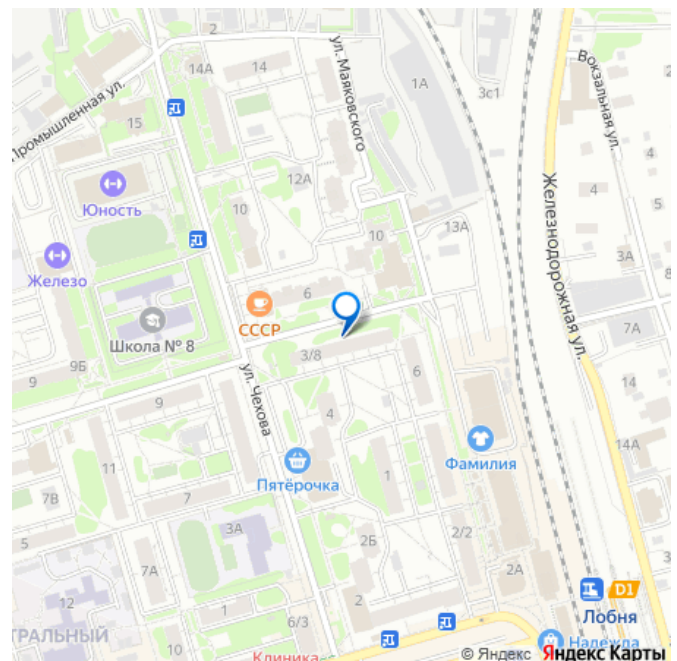 2
14А
14
ул. Маяковского
1А
3с1
Вокзальная ул.
Промышленная ул.
15
4
4
12А
Юность
10
5
Железнодорожная ул.
10
13А
3А
Железо
6
СССР
7А
Школа № 8
3/8
9Б
9
6
14
ул. Чехова
9
4
14А
Фамилия
11
1
Пятёрочка
7В
7
3А
2/2
2Б
5
7А
2А
D1
12
1
2
Лобня
6/3
ТРАЛЬНЫЙ
Надежда
Клиника
© Яндекс Яндекс Карты